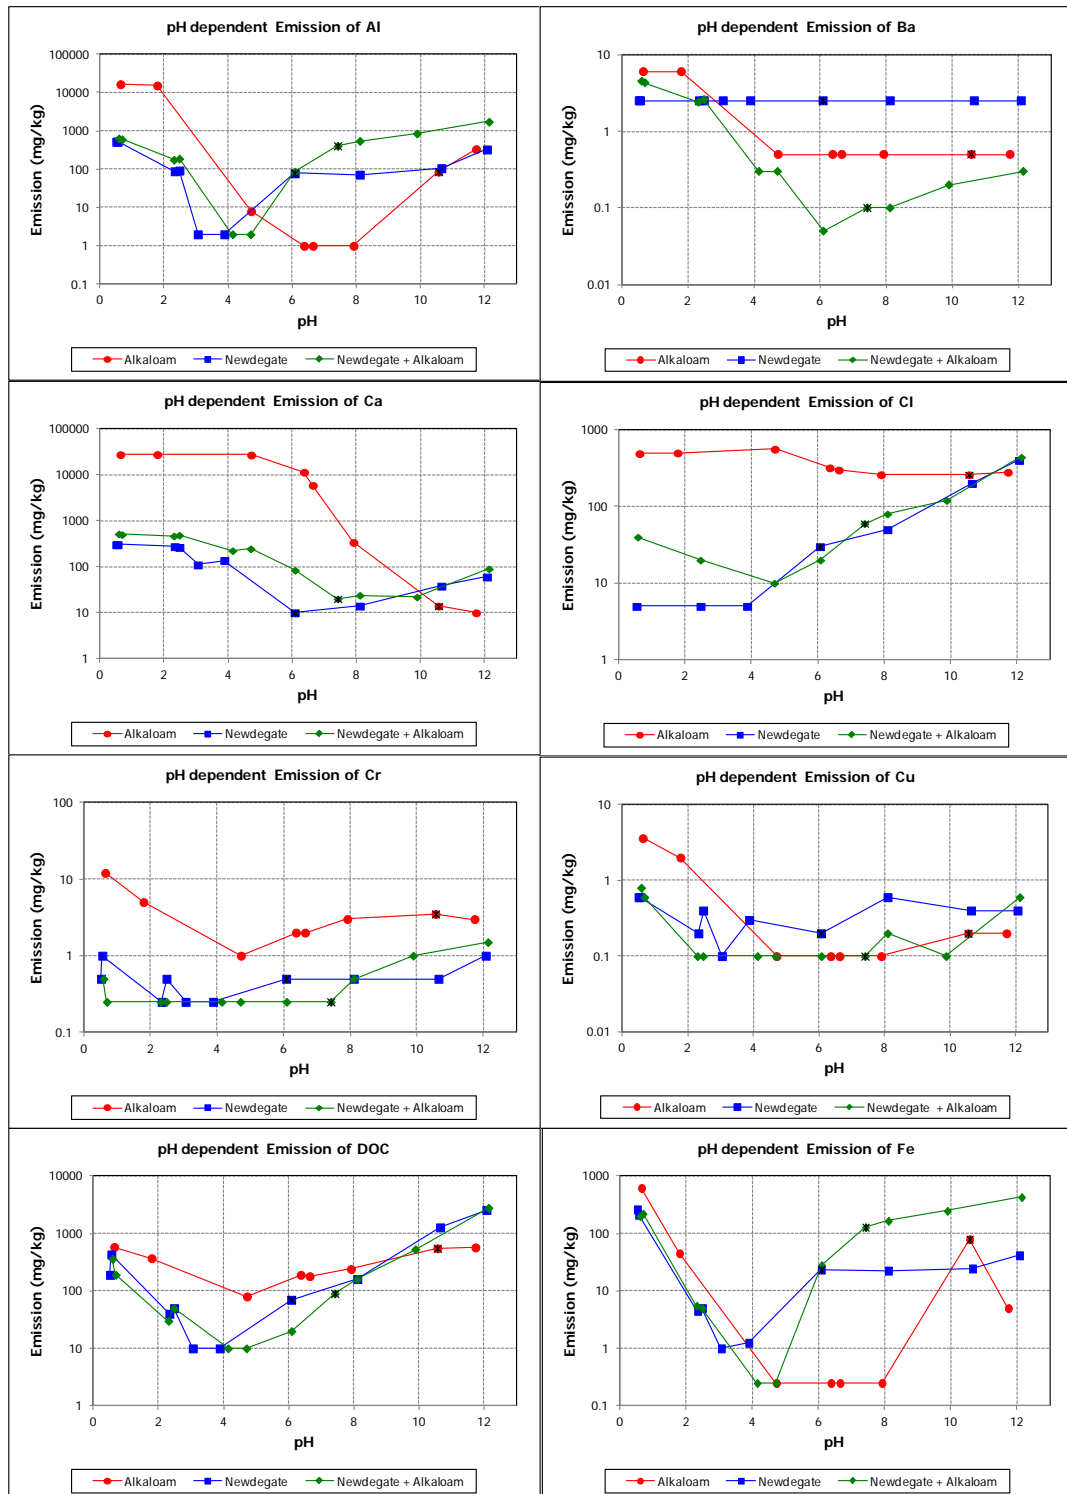 pH dependent Emission of Al
Emission (mg/kg)
100000
10000
1000
100
10
1
0.1
0 2 4 6 8 10 12
pH
Alkaloam Newdegate Newdegate + Alkaloam
pH dependent Emission of Ba
Emission (mg/kg)
10
1
0.1
0.01
0 2 4 6 8 10 12
pH
Alkaloam Newdegate Newdegate + Alkaloam
pH dependent Emission of Ca
Emission (mg/kg)
100000
10000
1000
100
10
1
0 2 4 6 8 10 12
pH
Alkaloam Newdegate Newdegate + Alkaloam
pH dependent Emission of Cl
Emission (mg/kg)
1000
100
10
1
0 2 4 6 8 10 12
pH
Alkaloam Newdegate Newdegate + Alkaloam
pH dependent Emission of Cr
Emission (mg/kg)
100
10
1
0.1
0 2 4 6 8 10 12
pH
Alkaloam Newdegate Newdegate + Alkaloam
pH dependent Emission of Cu
Emission (mg/kg)
10
1
0.1
0.01
0 2 4 6 8 10 12
pH
Alkaloam Newdegate Newdegate + Alkaloam
pH dependent Emission of DOC
Emission (mg/kg)
10000
1000
100
10
1
0 2 4 6 8 10 12
pH
Alkaloam Newdegate Newdegate + Alkaloam
pH dependent Emission of Fe
Emission (mg/kg)
1000
100
10
1
0.1
0 2 4 6 8 10 12
pH
Alkaloam Newdegate Newdegate + Alkaloam